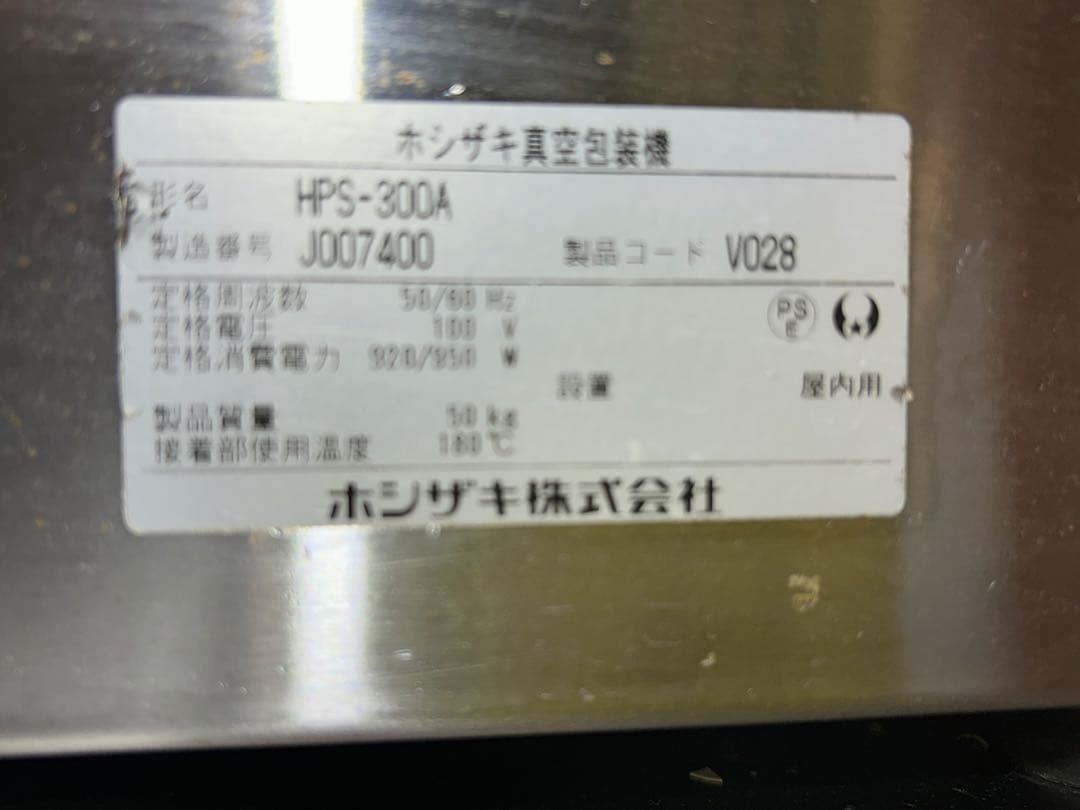 ホシザキ真空包装機
形名 HPS-300A
製造番号 J007400 製品コード V028
定格周波数 50/60 Hz
定格電圧 100 V
定格消費電力 920/950 W
PSE
設置 屋内用
製品質量 50 kg
接着部使用温度 180℃
ホシザキ株式会社